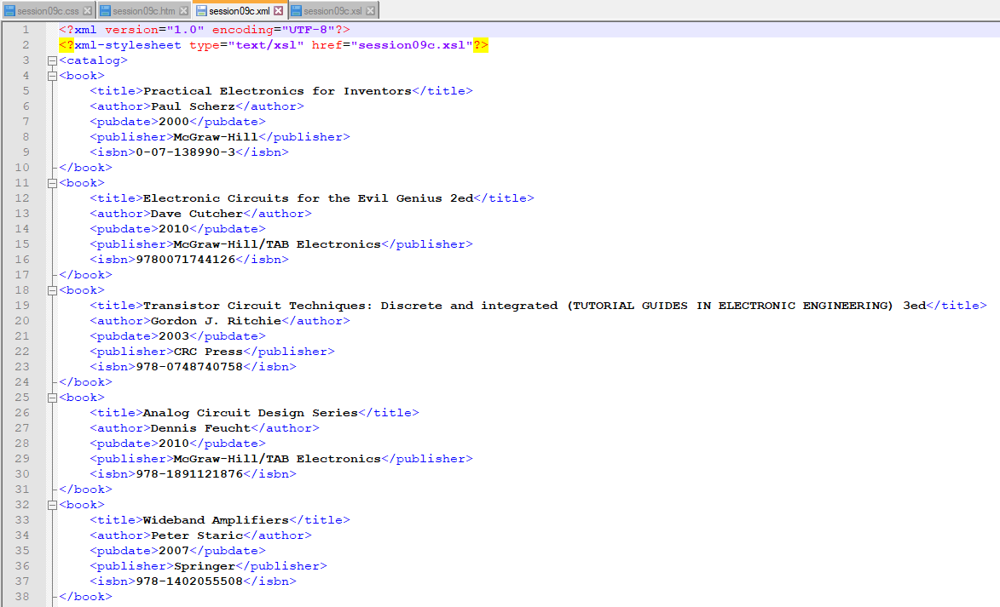 session09c.css session09c.htm session09c.xml session09c.xsl
1 <?xml version="1.0" encoding="UTF-8"?>
2 <?xml-stylesheet type="text/xsl" href="session09c.xsl"?>
3 <catalog>
4 <book>
5 <title>Practical Electronics for Inventors</title>
6 <author>Paul Scherz</author>
7 <pubdate>2000</pubdate>
8 <publisher>McGraw-Hill</publisher>
9 <isbn>0-07-138990-3</isbn>
10 </book>
11 <book>
12 <title>Electronic Circuits for the Evil Genius 2ed</title>
13 <author>Dave Cutcher</author>
14 <pubdate>2010</pubdate>
15 <publisher>McGraw-Hill/TAB Electronics</publisher>
16 <isbn>9780071744126</isbn>
17 </book>
18 <book>
19 <title>Transistor Circuit Techniques: Discrete and integrated (TUTORIAL GUIDES IN ELECTRONIC ENGINEERING) 3ed</title>
20 <author>Gordon J. Ritchie</author>
21 <pubdate>2003</pubdate>
22 <publisher>CRC Press</publisher>
23 <isbn>978-0748740758</isbn>
24 </book>
25 <book>
26 <title>Analog Circuit Design Series</title>
27 <author>Dennis Feucht</author>
28 <pubdate>2010</pubdate>
29 <publisher>McGraw-Hill/TAB Electronics</publisher>
30 <isbn>978-1891121876</isbn>
31 </book>
32 <book>
33 <title>Wideband Amplifiers</title>
34 <author>Peter Staric</author>
35 <pubdate>2007</pubdate>
36 <publisher>Springer</publisher>
37 <isbn>978-1402055508</isbn>
38 </book>